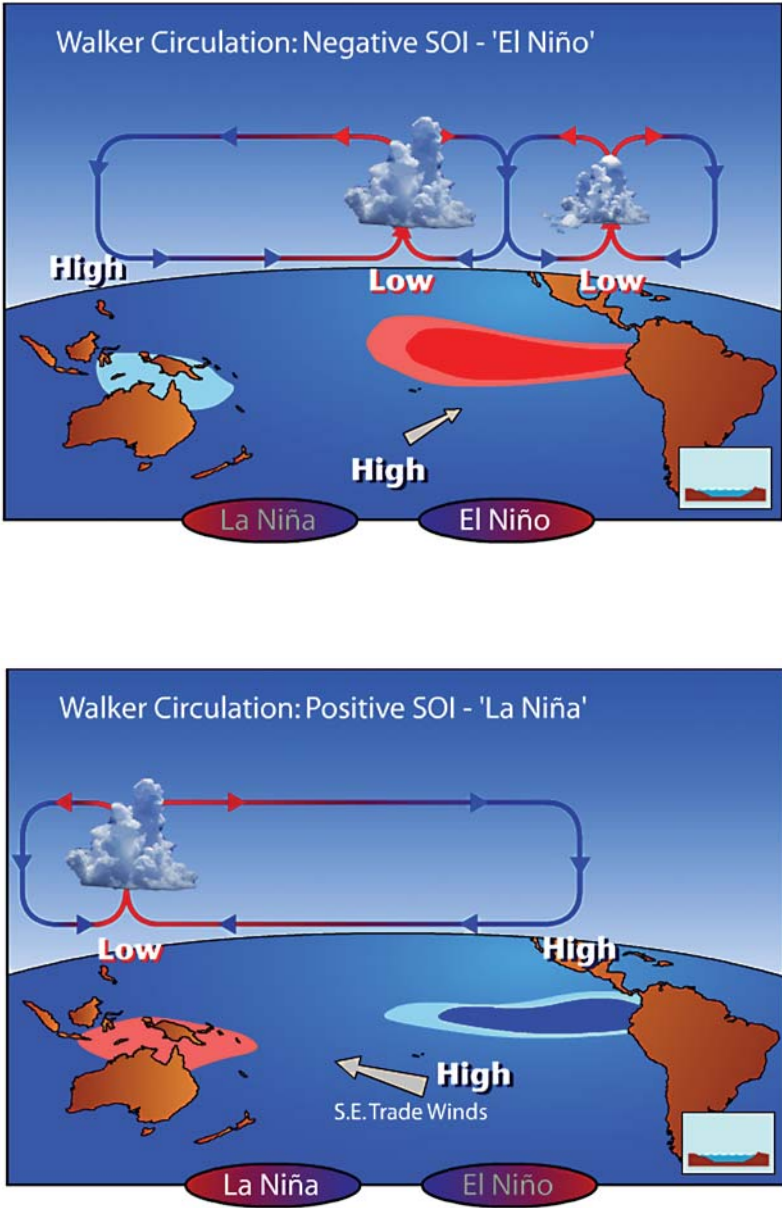 Walker Circulation: Negative SOI - 'El Niño'
High
Low
Low
High
La Niña
El Niño
Walker Circulation: Positive SOI - 'La Niña'
Low
High
High
S.E. Trade Winds
La Niña
El Niño